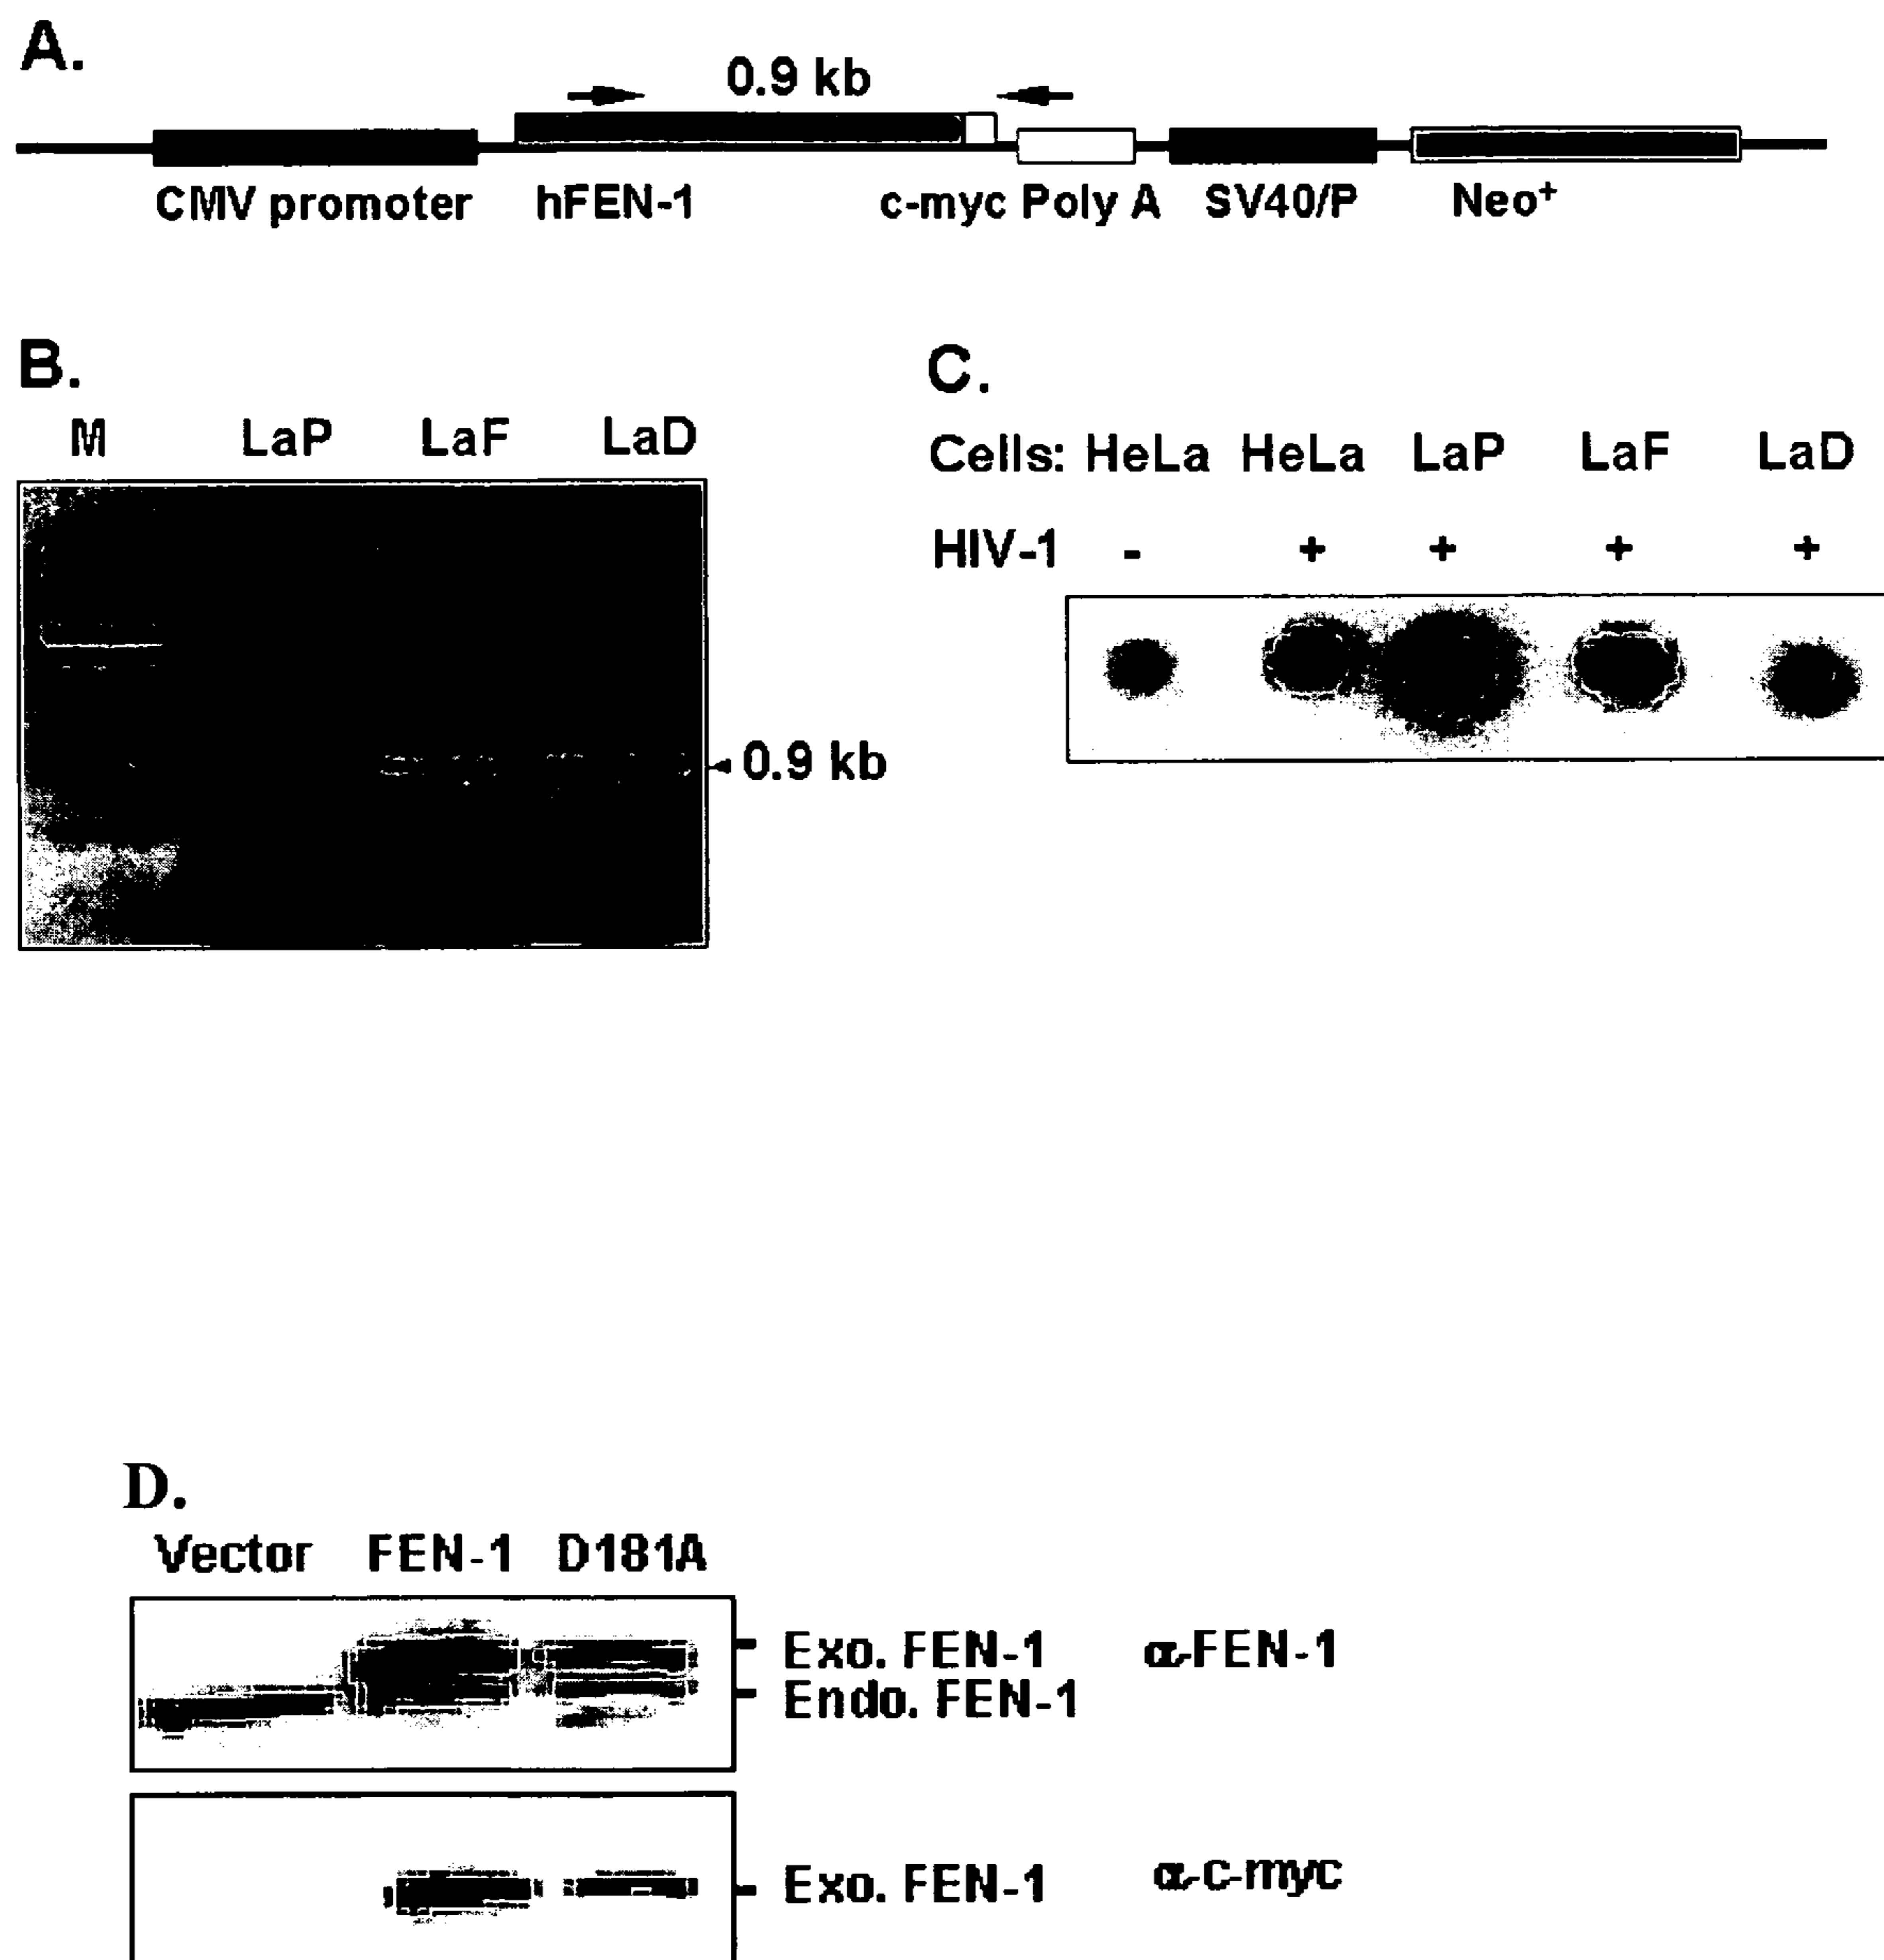 A.
0.9 kb
CMV promoter hFEN-1 c-myc Poly A SV40/P Neo⁺
B.
M LaP LaF LaD
0.9 kb
C.
Cells: HeLa HeLa LaP LaF LaD
HIV-1 - + + + +
D.
Vector FEN-1 D181A
Exo. FEN-1 α-FEN-1
Endo. FEN-1
Exo. FEN-1 α-c-myc